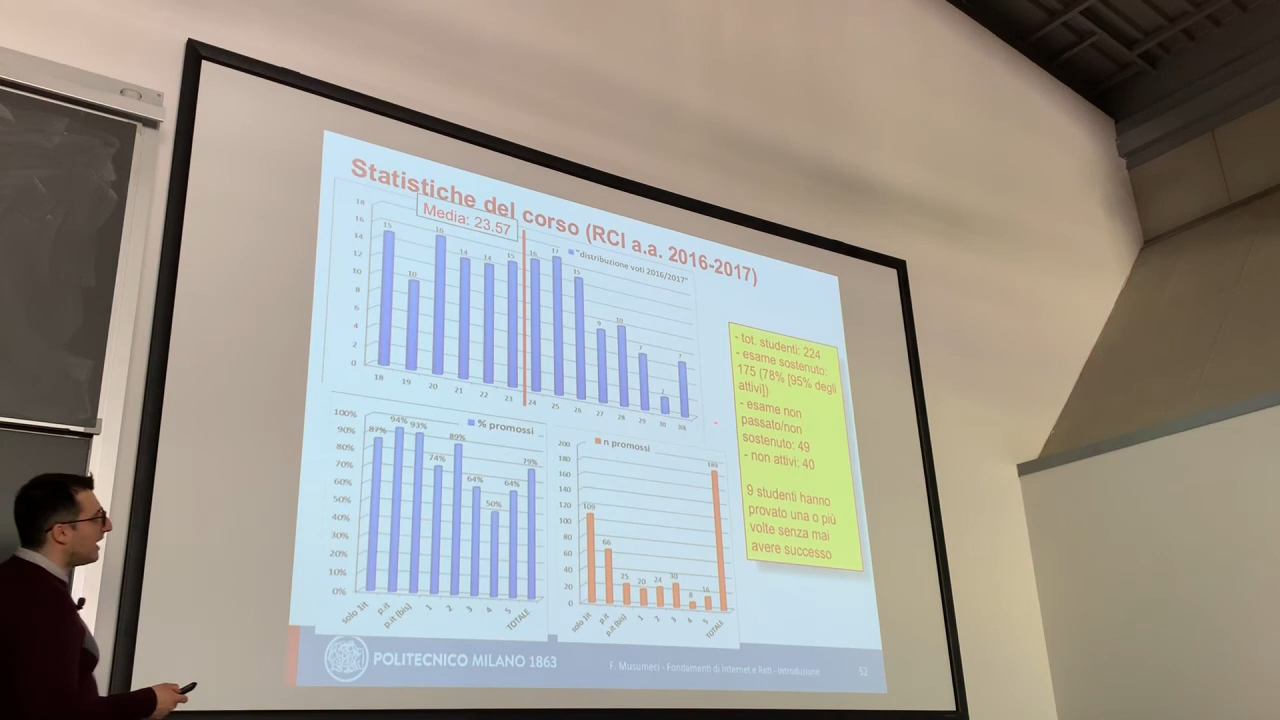 Statistiche del corso (RCI a.a. 2016-2017)
Media: 23.57
"distribuzione voti 2016/2017"
18
16
14
12
10
8
6
4
2
0
15 10 16 14 14 15 16 17 15 9 10 7 2 7
18 19 20 21 22 23 24 25 26 27 28 29 30 30L
- tot. studenti: 224
- esame sostenuto:
175 (78% [95% degli
attivi])
- esame non
passato/non
sostenuto: 49
- non attivi: 40
9 studenti hanno
provato una o più
volte senza mai
avere successo
% promossi
100%
90%
80%
70%
60%
50%
40%
30%
20%
10%
0%
87% 94% 93% 74% 89% 64% 50% 64% 79%
solo 1it p.it p.it (bis) 1 2 3 4 5 TOTALE
n promossi
200
180
160
140
120
100
80
60
40
20
0
109 66 25 20 24 30 8 16
solo 1it p.it p.it (bis) 1 2 3 4 5 TOTALE
POLITECNICO MILANO 1863
F. Musumeci - Fondamenti di Internet e Reti - Introduzione
52